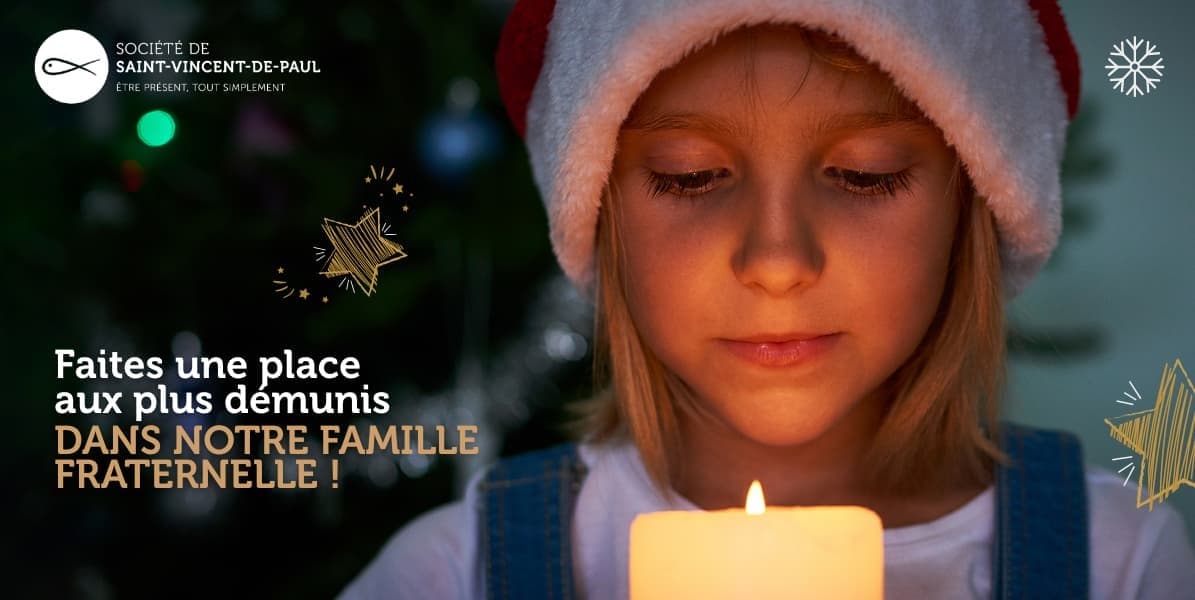 SOCIÉTÉ DE
SAINT-VINCENT-DE-PAUL
ÊTRE PRÉSENT, TOUT SIMPLEMENT
Faites une place
aux plus démunis
DANS NOTRE FAMILLE
FRATERNELLE !